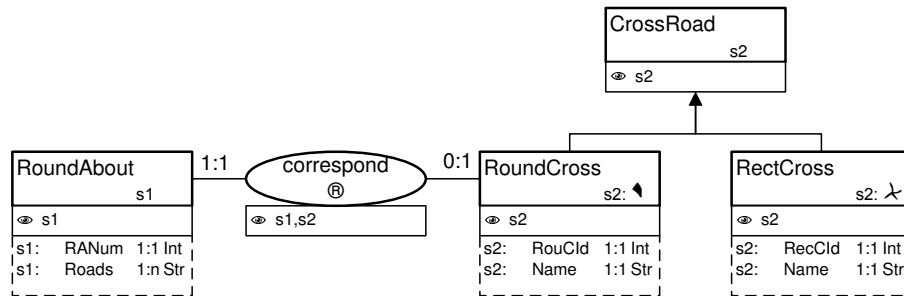 CrossRoad
s2
s2
RoundAbout
s1
s1
s1: RANum 1:1 Int
s1: Roads 1:n Str
1:1
correspond
®
s1,s2
0:1
RoundCross
s2:
s2
s2: RouCId 1:1 Int
s2: Name 1:1 Str
RectCross
s2:
s2
s2: RecCId 1:1 Int
s2: Name 1:1 Str